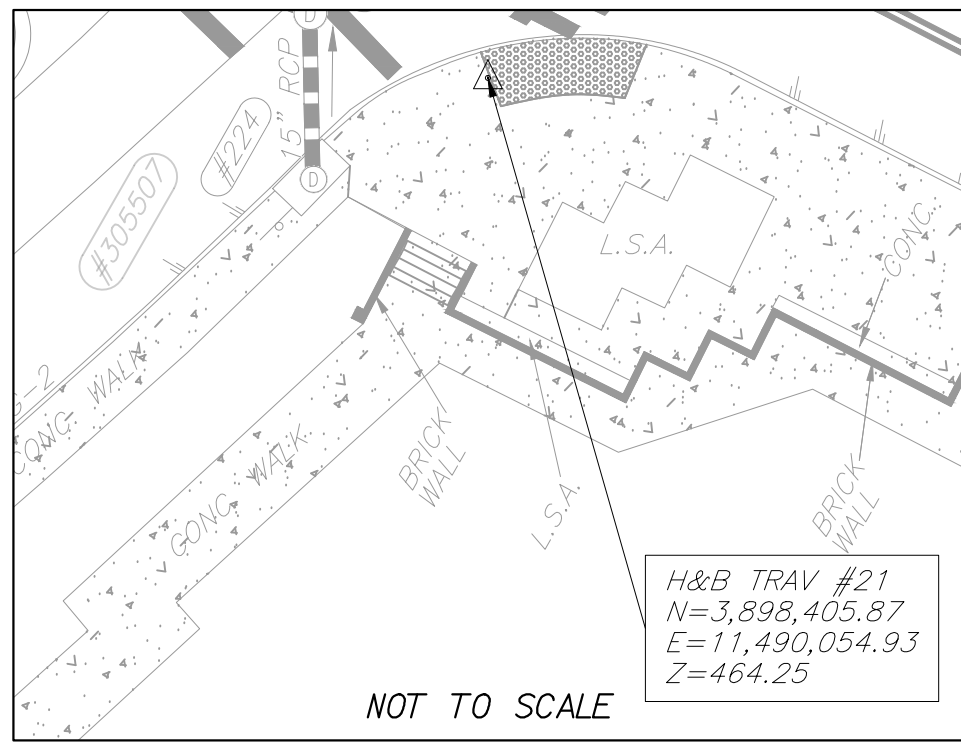 D
15" RCP
#224
#305507
D
L.S.A.
CONC.
G-2
CONC. WALK
CONC. WALK
BRICK
WALL
L.S.A.
BRICK
WALL
H&B TRAV #21
N=3,898,405.87
E=11,490,054.93
Z=464.25
NOT TO SCALE